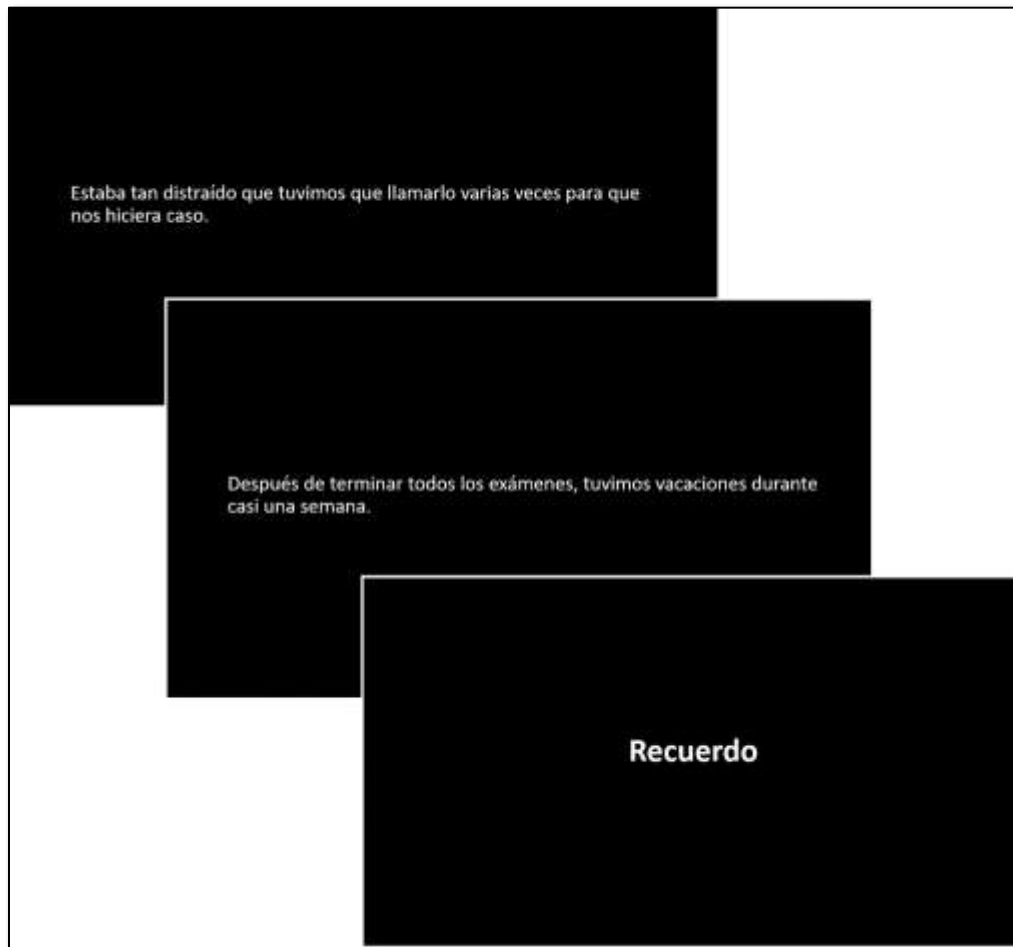 Estaba tan distraído que tuvimos que llamarlo varias veces para que
nos hiciera caso.
Después de terminar todos los exámenes, tuvimos vacaciones durante
casi una semana.
Recuerdo